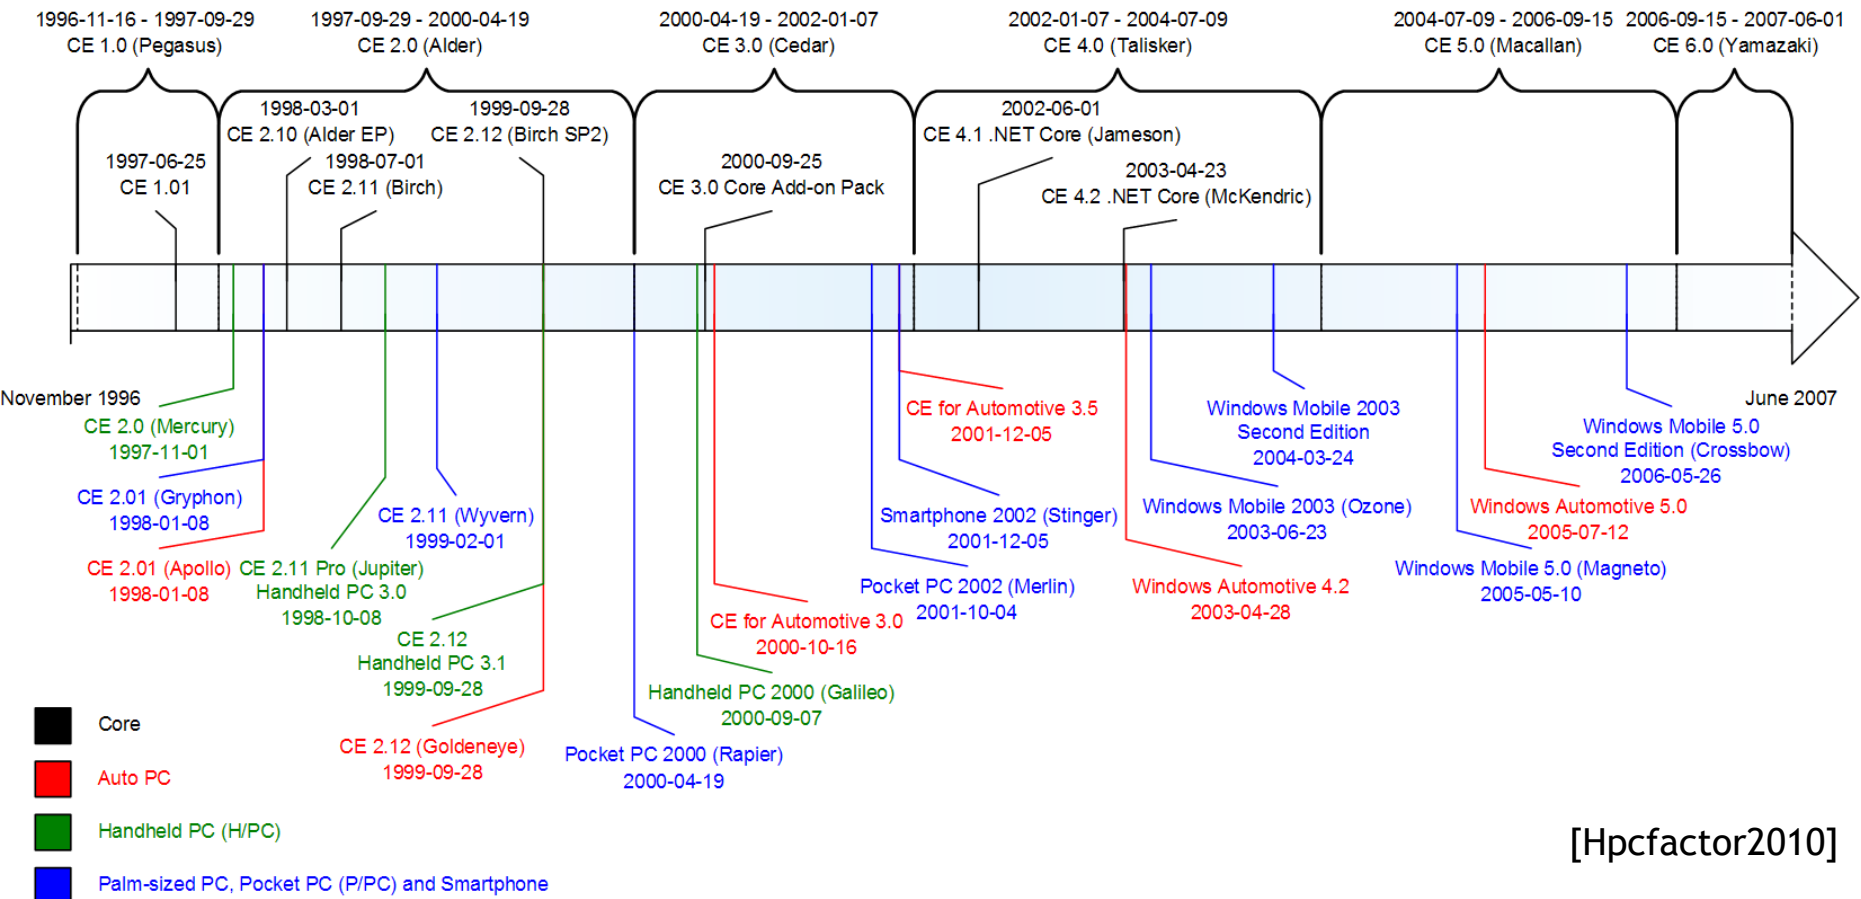 1996-11-16 - 1997-09-29
CE 1.0 (Pegasus)
1997-09-29 - 2000-04-19
CE 2.0 (Alder)
2000-04-19 - 2002-01-07
CE 3.0 (Cedar)
2002-01-07 - 2004-07-09
CE 4.0 (Talisker)
2004-07-09 - 2006-09-15
CE 5.0 (Macallan)
2006-09-15 - 2007-06-01
CE 6.0 (Yamazaki)
1998-03-01
CE 2.10 (Alder EP)
1999-09-28
CE 2.12 (Birch SP2)
2002-06-01
CE 4.1 .NET Core (Jameson)
1997-06-25
CE 1.01
1998-07-01
CE 2.11 (Birch)
2000-09-25
CE 3.0 Core Add-on Pack
2003-04-23
CE 4.2 .NET Core (McKendric)
November 1996
June 2007
CE 2.0 (Mercury)
1997-11-01
CE 2.01 (Gryphon)
1998-01-08
CE 2.01 (Apollo)
1998-01-08
CE 2.11 Pro (Jupiter)
Handheld PC 3.0
1998-10-08
CE 2.11 (Wyvern)
1999-02-01
CE 2.12
Handheld PC 3.1
1999-09-28
CE 2.12 (Goldeneye)
1999-09-28
Pocket PC 2000 (Rapier)
2000-04-19
Handheld PC 2000 (Galileo)
2000-09-07
CE for Automotive 3.0
2000-10-16
Pocket PC 2002 (Merlin)
2001-10-04
Smartphone 2002 (Stinger)
2001-12-05
CE for Automotive 3.5
2001-12-05
Windows Automotive 4.2
2003-04-28
Windows Mobile 2003 (Ozone)
2003-06-23
Windows Mobile 2003
Second Edition
2004-03-24
Windows Mobile 5.0 (Magneto)
2005-05-10
Windows Automotive 5.0
2005-07-12
Windows Mobile 5.0
Second Edition (Crossbow)
2006-05-26
Core
Auto PC
Handheld PC (H/PC)
Palm-sized PC, Pocket PC (P/PC) and Smartphone
[Hpcfactor2010]